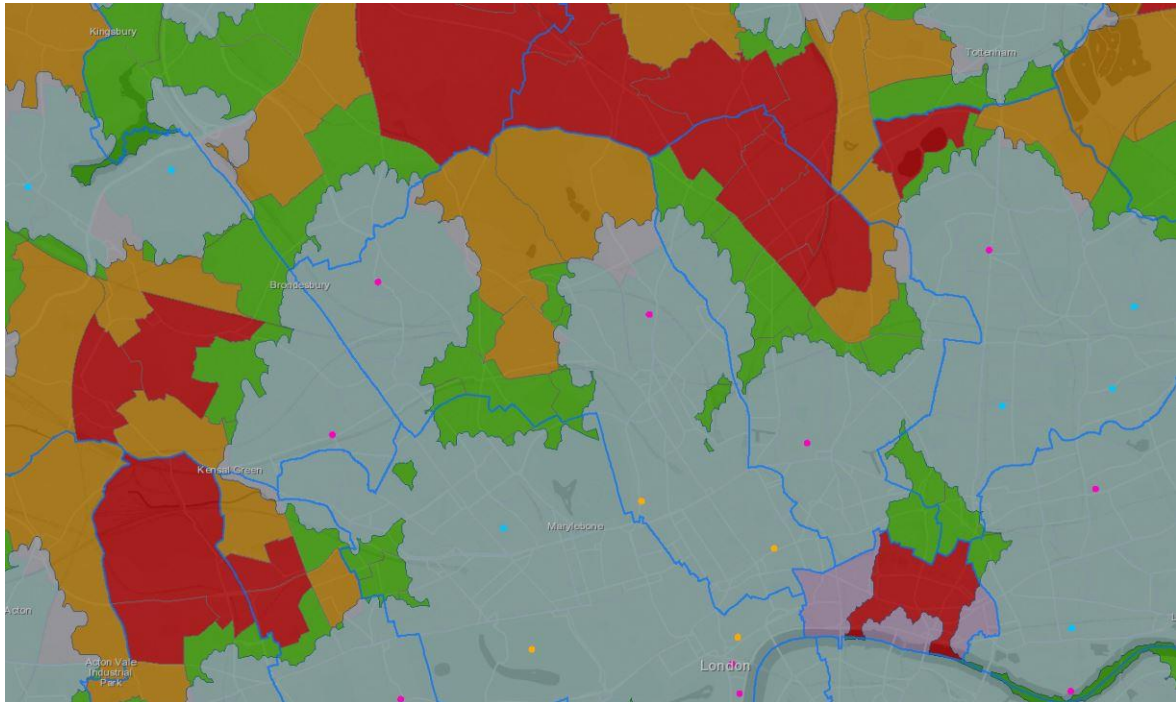 Kingsbury
Tottenham
Brondesbury
Kensal Green
Marylebone
Acton
Acton Vale
Industrial
Park
London